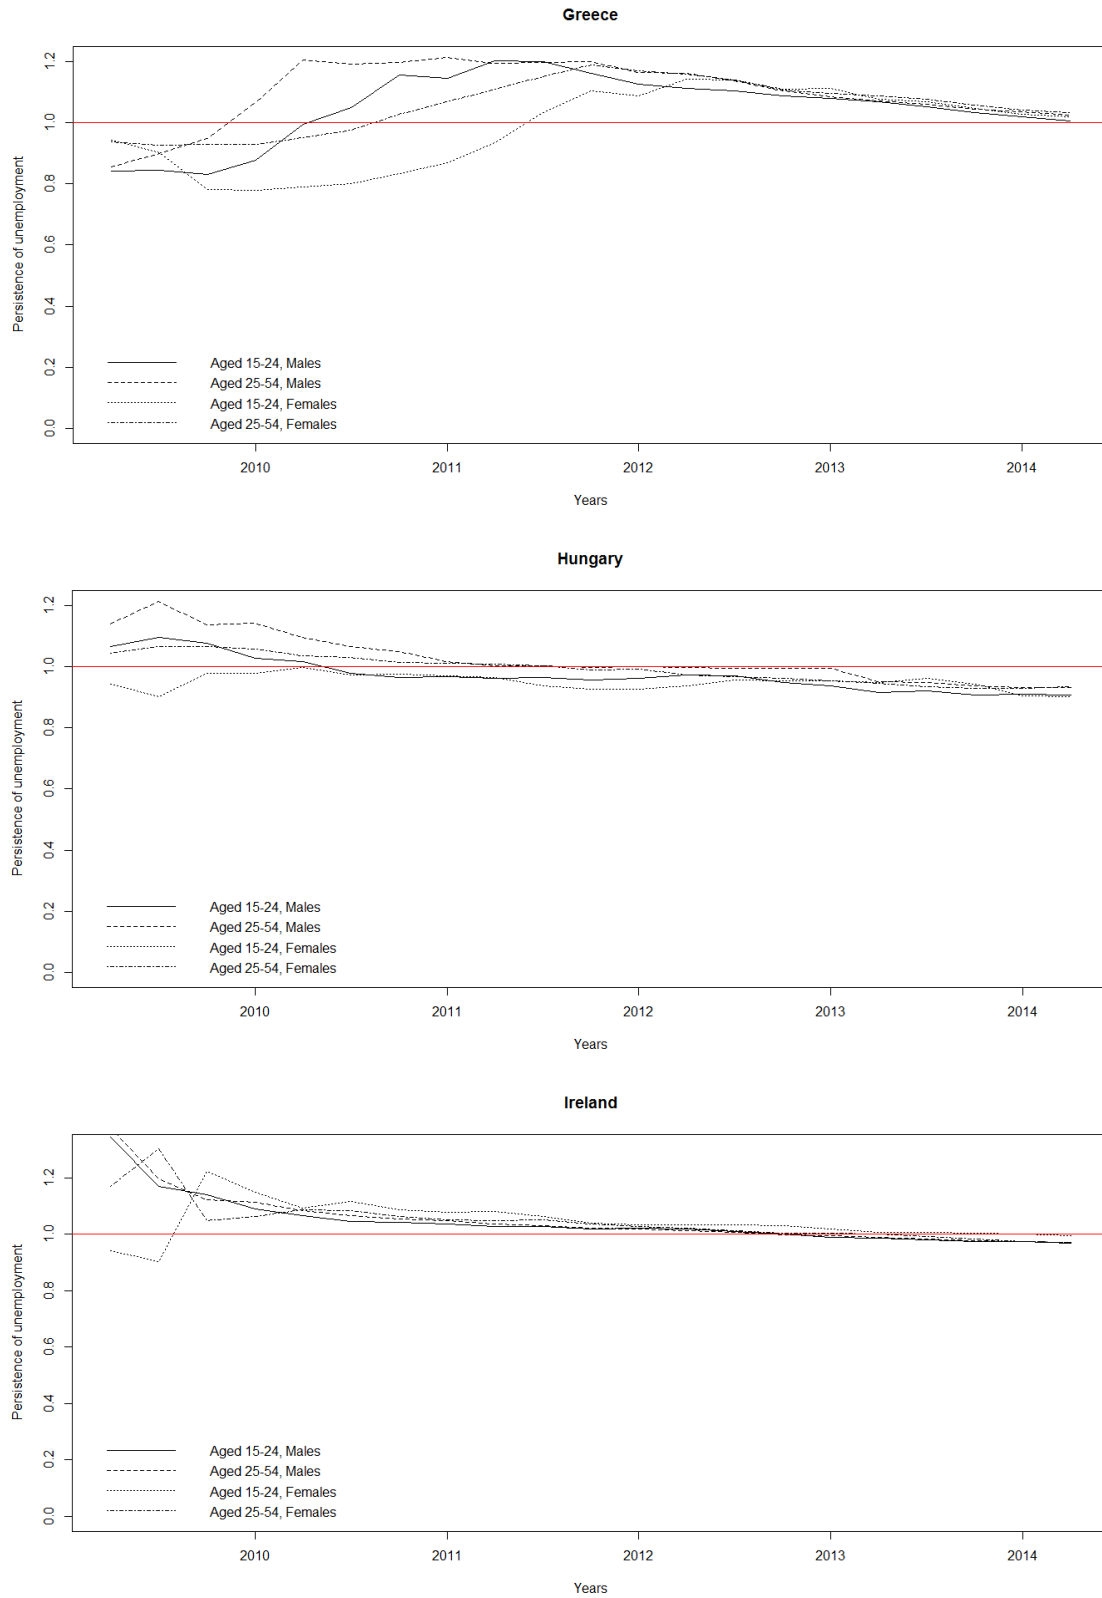 Greece
Persistence of unemployment
1.2
1.0
0.8
0.6
0.4
0.2
0.0
Aged 15-24, Males
Aged 25-54, Males
Aged 15-24, Females
Aged 25-54, Females
2010 2011 2012 2013 2014
Years
Hungary
Persistence of unemployment
1.2
1.0
0.8
0.6
0.4
0.2
0.0
Aged 15-24, Males
Aged 25-54, Males
Aged 15-24, Females
Aged 25-54, Females
2010 2011 2012 2013 2014
Years
Ireland
Persistence of unemployment
1.2
1.0
0.8
0.6
0.4
0.2
0.0
Aged 15-24, Males
Aged 25-54, Males
Aged 15-24, Females
Aged 25-54, Females
2010 2011 2012 2013 2014
Years